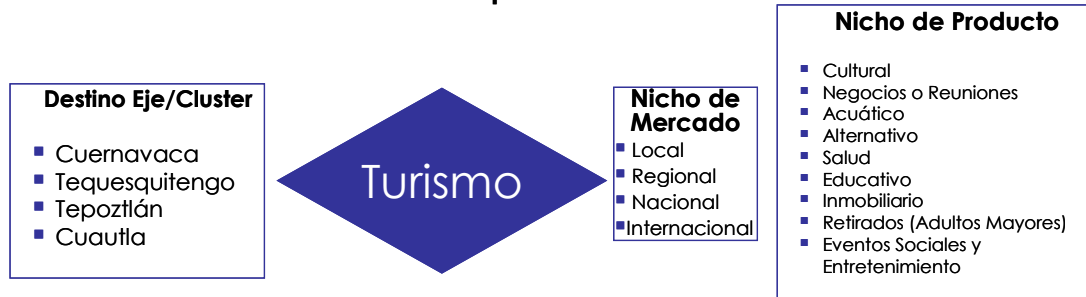 Destino Eje/Cluster
▪ Cuernavaca
▪ Tequesquitengo
▪ Tepoztlán
▪ Cuautla
Turismo
Nicho de
Mercado
▪ Local
▪ Regional
▪ Nacional
▪Internacional
Nicho de Producto
▪ Cultural
▪ Negocios o Reuniones
▪ Acuático
▪ Alternativo
▪ Salud
▪ Educativo
▪ Inmobiliario
▪ Retirados (Adultos Mayores)
▪ Eventos Sociales y
Entretenimiento